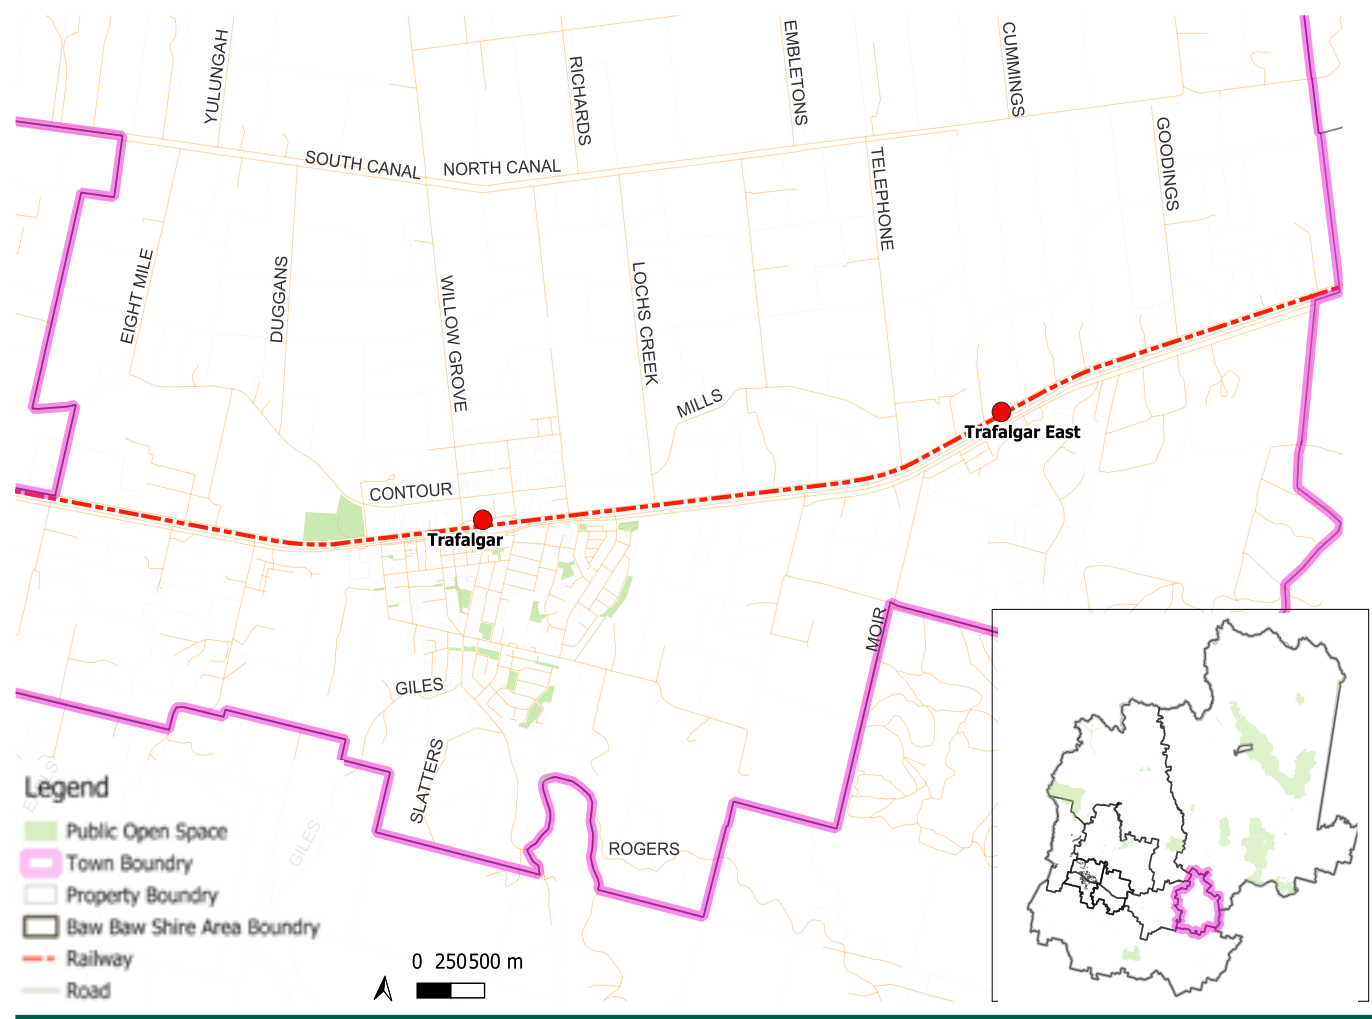 YULUNGAH
RICHARDS
EMBLETONS
CUMMINGS
GOODINGS
SOUTH CANAL
NORTH CANAL
TELEPHONE
EIGHT MILE
DUGGANS
WILLOW GROVE
LOCHS CREEK
MILLS
Trafalgar East
CONTOUR
Trafalgar
MOIR
GILES
SLATTERS
ROGERS
GILES
Legend
Public Open Space
Town Boundry
Property Boundry
Baw Baw Shire Area Boundry
Railway
Road
0 250 500 m